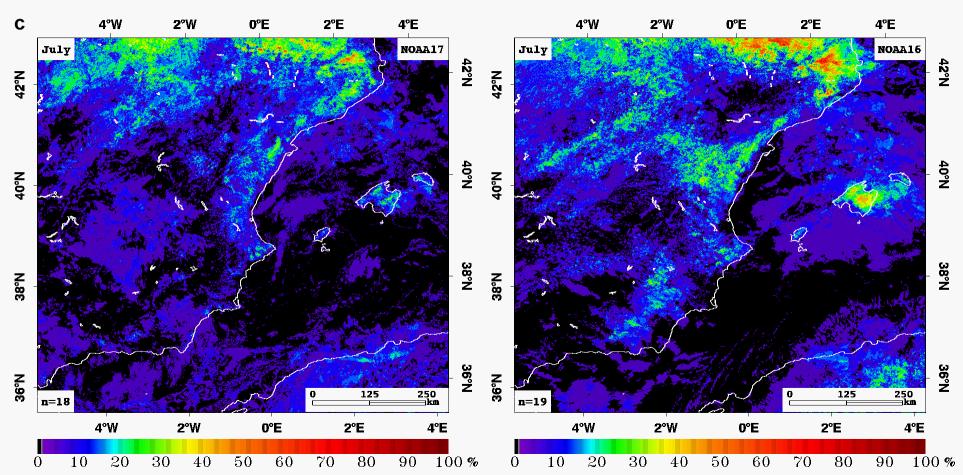 C
4°W 2°W 0°E 2°E 4°E 4°W 2°W 0°E 2°E 4°E
July NOAA17 July NOAA16
42°N 42°N 42°N 42°N
40°N 40°N 40°N 40°N
38°N 38°N 38°N 38°N
36°N 36°N 36°N 36°N
0 125 250 0 125 250
n=18 km n=19 km
4°W 2°W 0°E 2°E 4°E 4°W 2°W 0°E 2°E 4°E
0 10 20 30 40 50 60 70 80 90 100 % 0 10 20 30 40 50 60 70 80 90 100 %